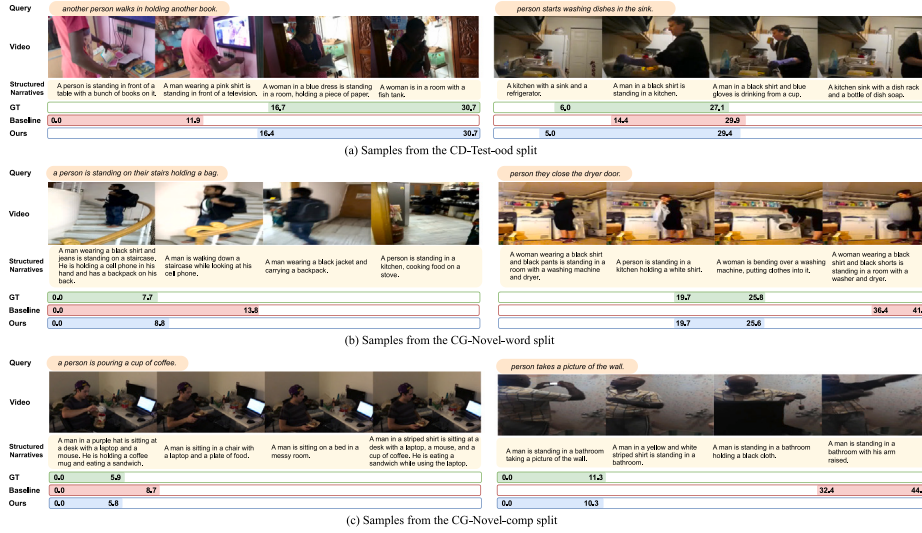 Query
another person walks in holding another book.
person starts washing dishes in the sink.
Video
Structured
Narratives
A person is standing in front of a
table with a bunch of books on it.
A man wearing a pink shirt is
standing in front of a television.
A woman in a blue dress is standing
in a room, holding a piece of paper.
A woman is in a room with a
fish tank.
A kitchen with a sink and a
refrigerator.
A man in a black shirt is
standing in a kitchen.
A man in a black shirt and blue
gloves is drinking from a cup.
A kitchen sink with a dish rack
and a bottle of dish soap.
GT 16.7 30.7 6.0 27.1
Baseline 0.0 11.9 14.4 29.9
Ours 16.4 30.7 5.0 29.4
(a) Samples from the CD-Test-ood split
Query
a person is standing on their stairs holding a bag.
person they close the dryer door.
Video
Structured
Narratives
A man wearing a black shirt and
jeans is standing on a staircase.
He is holding a cell phone in his
hand and has a backpack on his
back.
A man is walking down a
staircase while looking at his
cell phone.
A man wearing a black jacket and
carrying a backpack.
A person is standing in a
kitchen, cooking food on a
stove.
A woman wearing a black shirt
and black pants is standing in a
room with a washing machine
and dryer.
A person is standing in a
kitchen holding a white shirt.
A woman is bending over a washing
machine, putting clothes into it.
A woman wearing a black
shirt and black shorts is
standing in a room with a
washer and dryer.
GT 0.0 7.7 19.7 25.8
Baseline 0.0 13.8 36.4 41.
Ours 0.0 8.8 19.7 25.6
(b) Samples from the CG-Novel-word split
Query
a person is pouring a cup of coffee.
person takes a picture of the wall.
Video
Structured
Narratives
A man in a purple hat is sitting at
a desk with a laptop and a
mouse. He is holding a coffee
mug and eating a sandwich.
A man is sitting in a chair with
a laptop and a plate of food.
A man is sitting on a bed in a
messy room.
A man in a striped shirt is sitting at a
desk with a laptop, a mouse, and a
cup of coffee. He is eating a
sandwich while using the laptop.
A man is standing in a bathroom
taking a picture of the wall.
A man in a yellow and white
striped shirt is standing in a
bathroom.
A man is standing in a bathroom
holding a black cloth.
A man is standing in a
bathroom with his arm
raised.
GT 0.0 5.9 0.0 11.3
Baseline 0.0 8.7 32.4 44.
Ours 0.0 5.8 0.0 10.3
(c) Samples from the CG-Novel-comp split